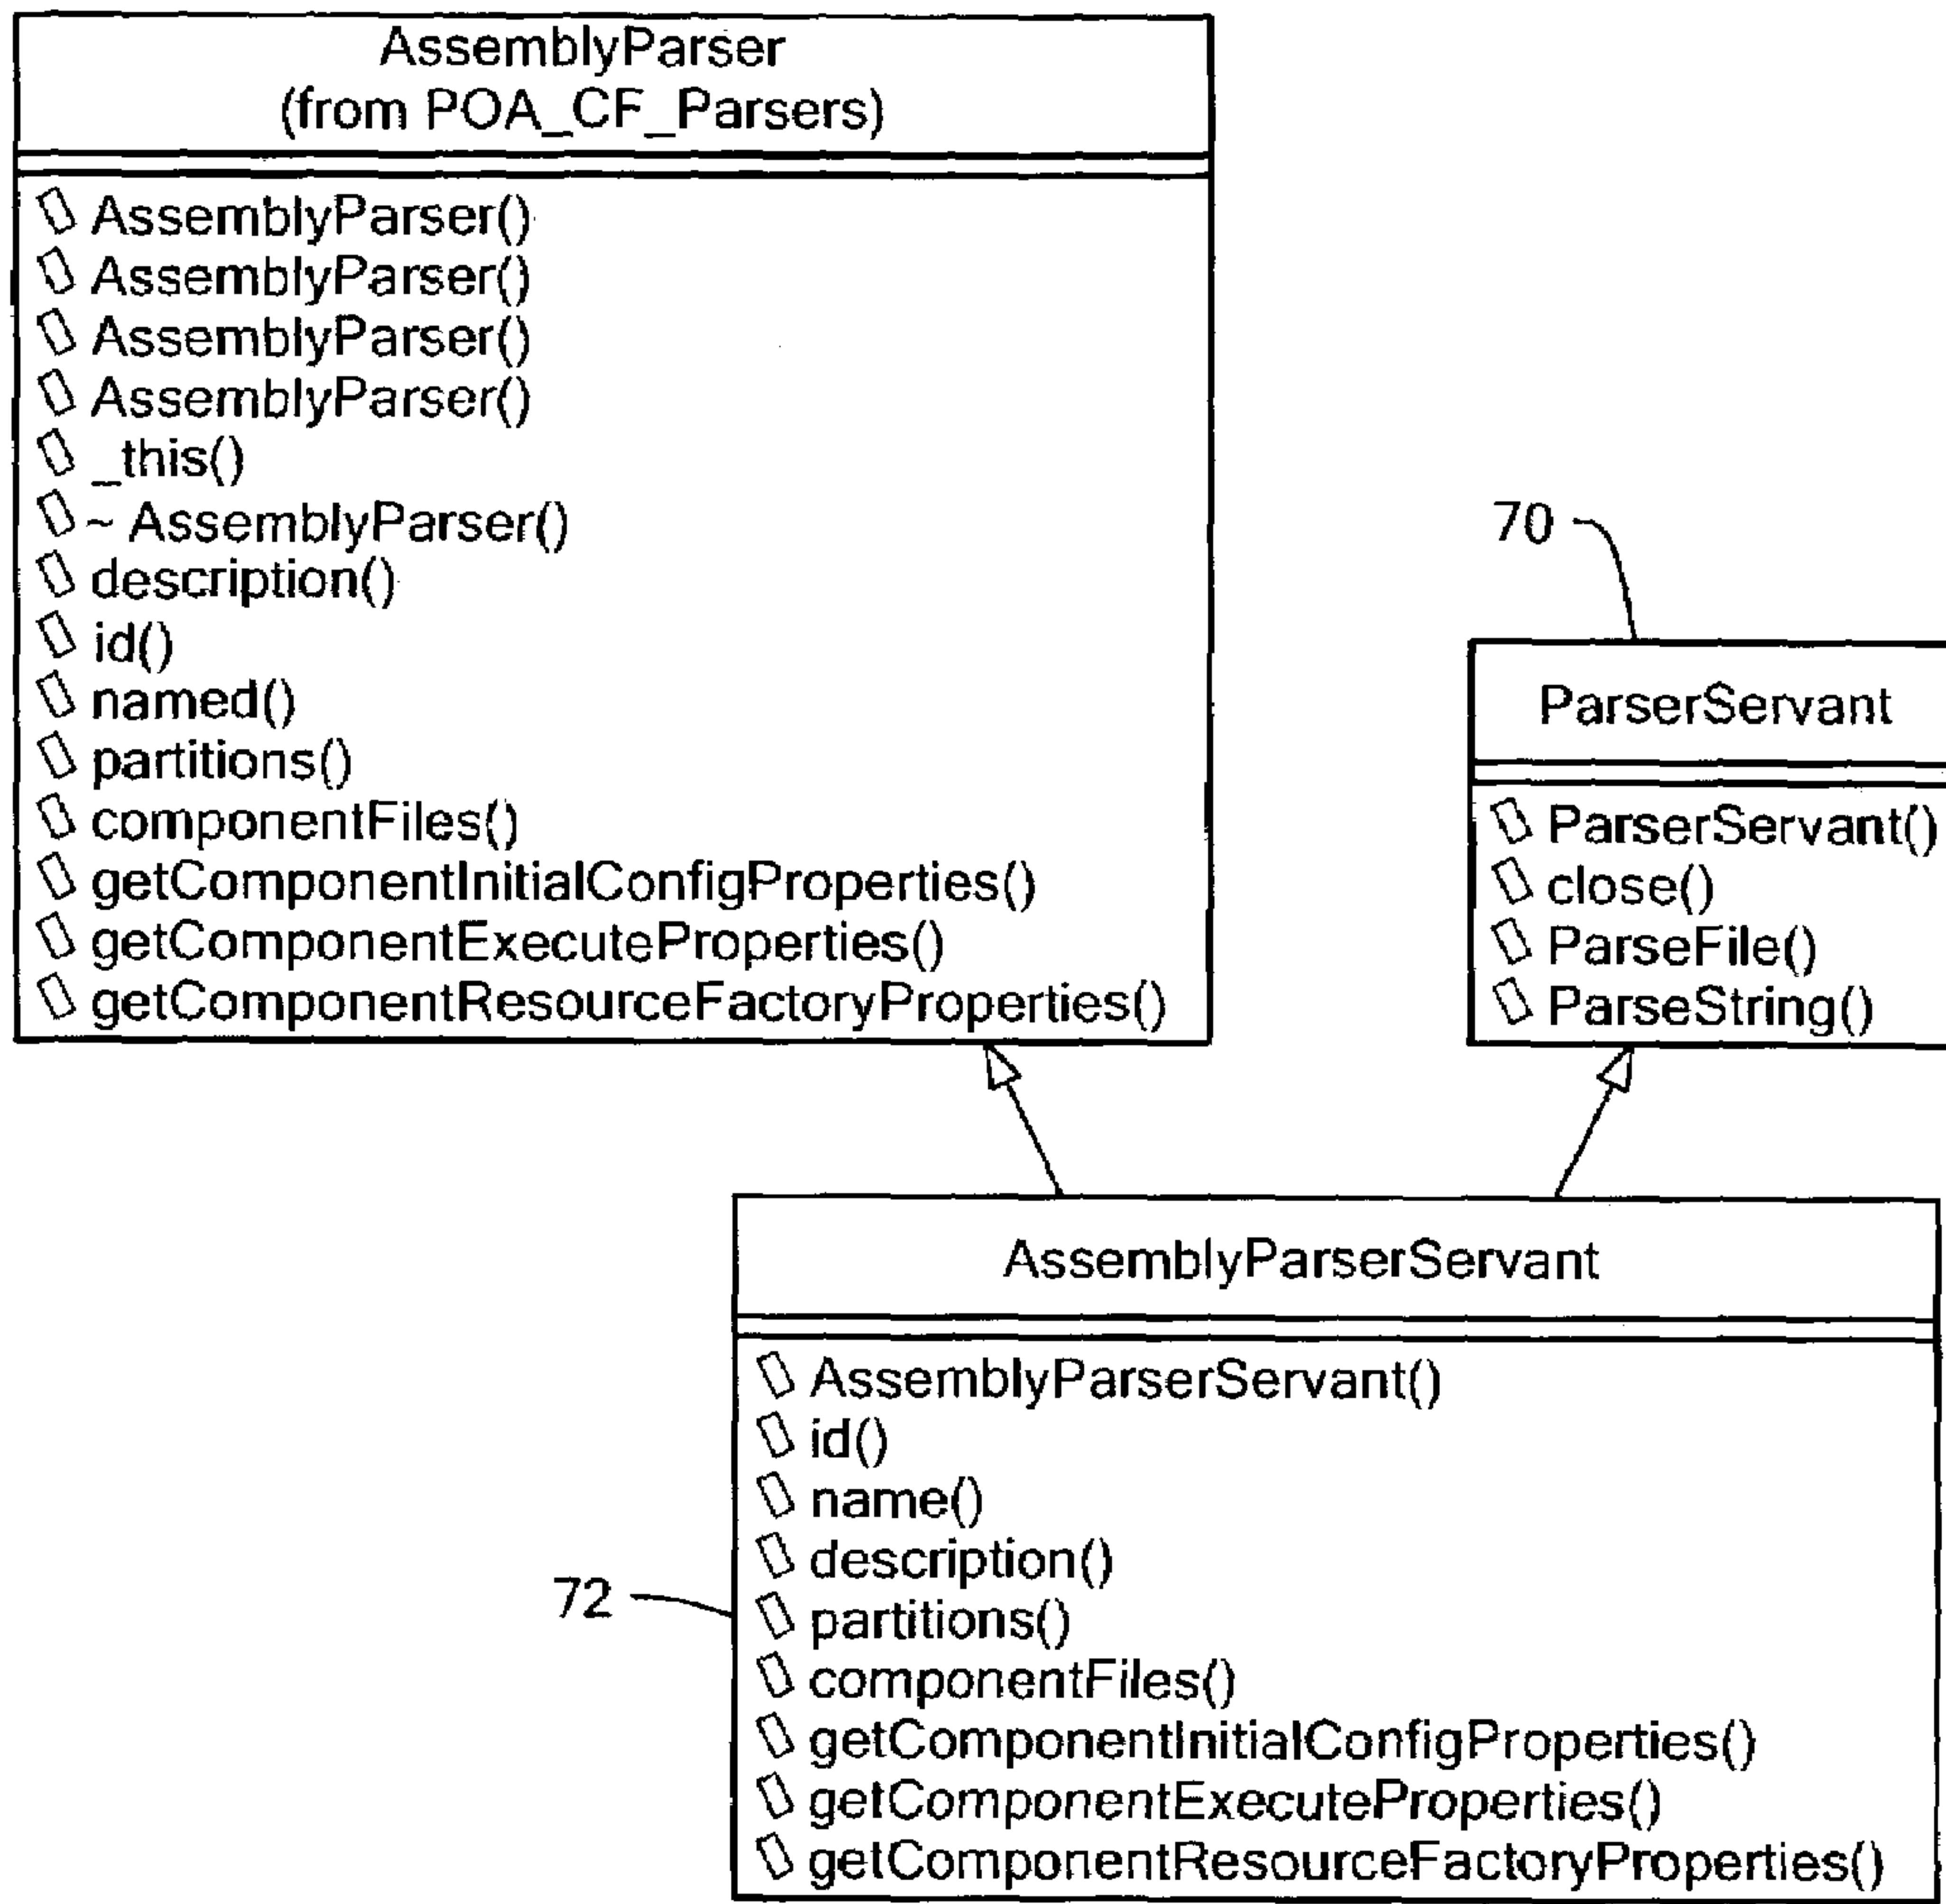 AssemblyParser
(from POA_CF_Parsers)
AssemblyParser()
AssemblyParser()
AssemblyParser()
AssemblyParser()
_this()
~ AssemblyParser()
description()
id()
named()
partitions()
componentFiles()
getComponentInitialConfigProperties()
getComponentExecuteProperties()
getComponentResourceFactoryProperties()
70
ParserServant
ParserServant()
close()
ParseFile()
ParseString()
AssemblyParserServant
AssemblyParserServant()
id()
name()
description()
partitions()
componentFiles()
getComponentInitialConfigProperties()
getComponentExecuteProperties()
getComponentResourceFactoryProperties()
72